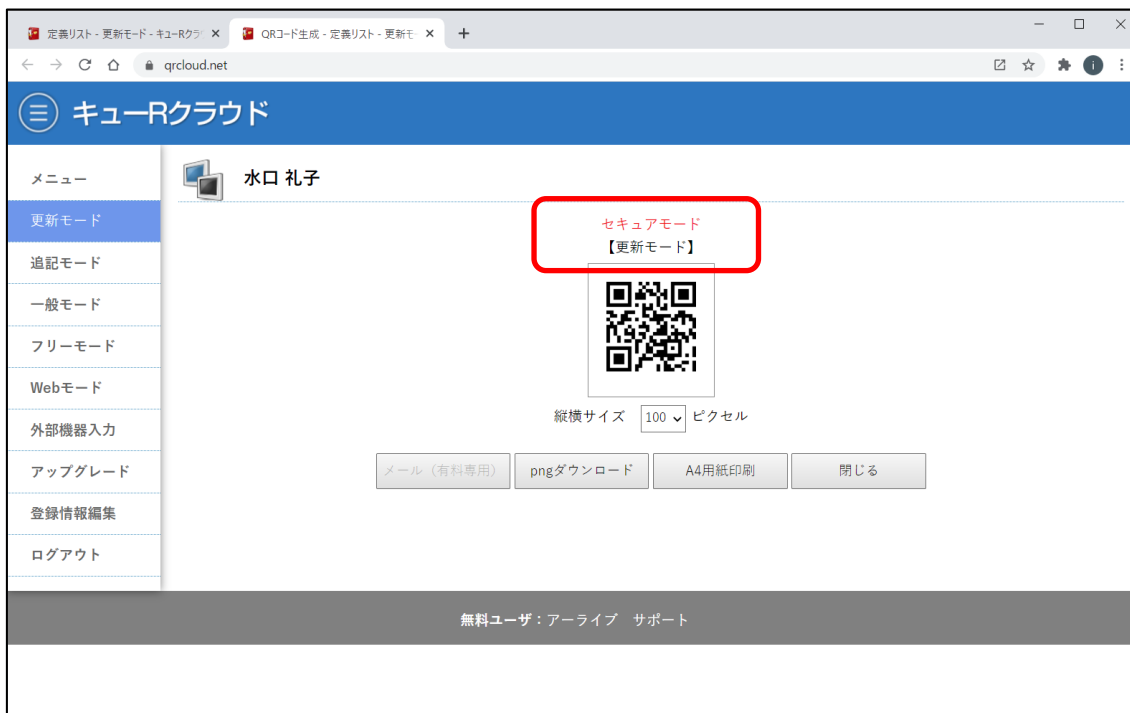 定義リスト - 更新モード - キューRクラ
QRコード生成 - 定義リスト - 更新モ
qrcloud.net
i
キューRクラウド
メニュー
更新モード
追記モード
一般モード
フリーモード
Webモード
外部機器入力
アップグレード
登録情報編集
ログアウト
水口 礼子
セキュアモード
【更新モード】
縦横サイズ 100 ピクセル
メール（有料専用） pngダウンロード A4用紙印刷 閉じる
無料ユーザ：アーライブ サポート